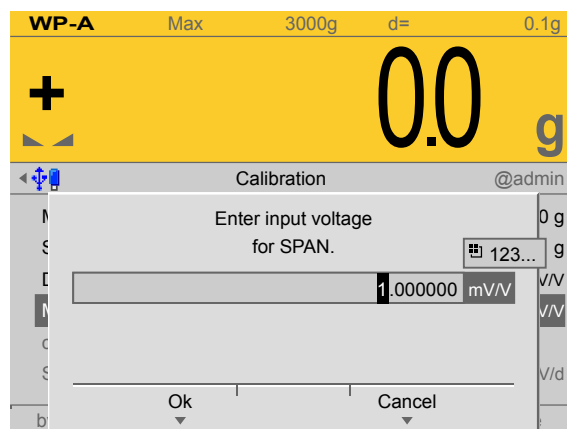 WP-A Max 3000g d= 0.1g
+ 0.0 g
Calibration @admin
Enter input voltage
for SPAN.
0 g
123... g
V/V
1.000000 mV/V
V/V
V/d
Ok Cancel